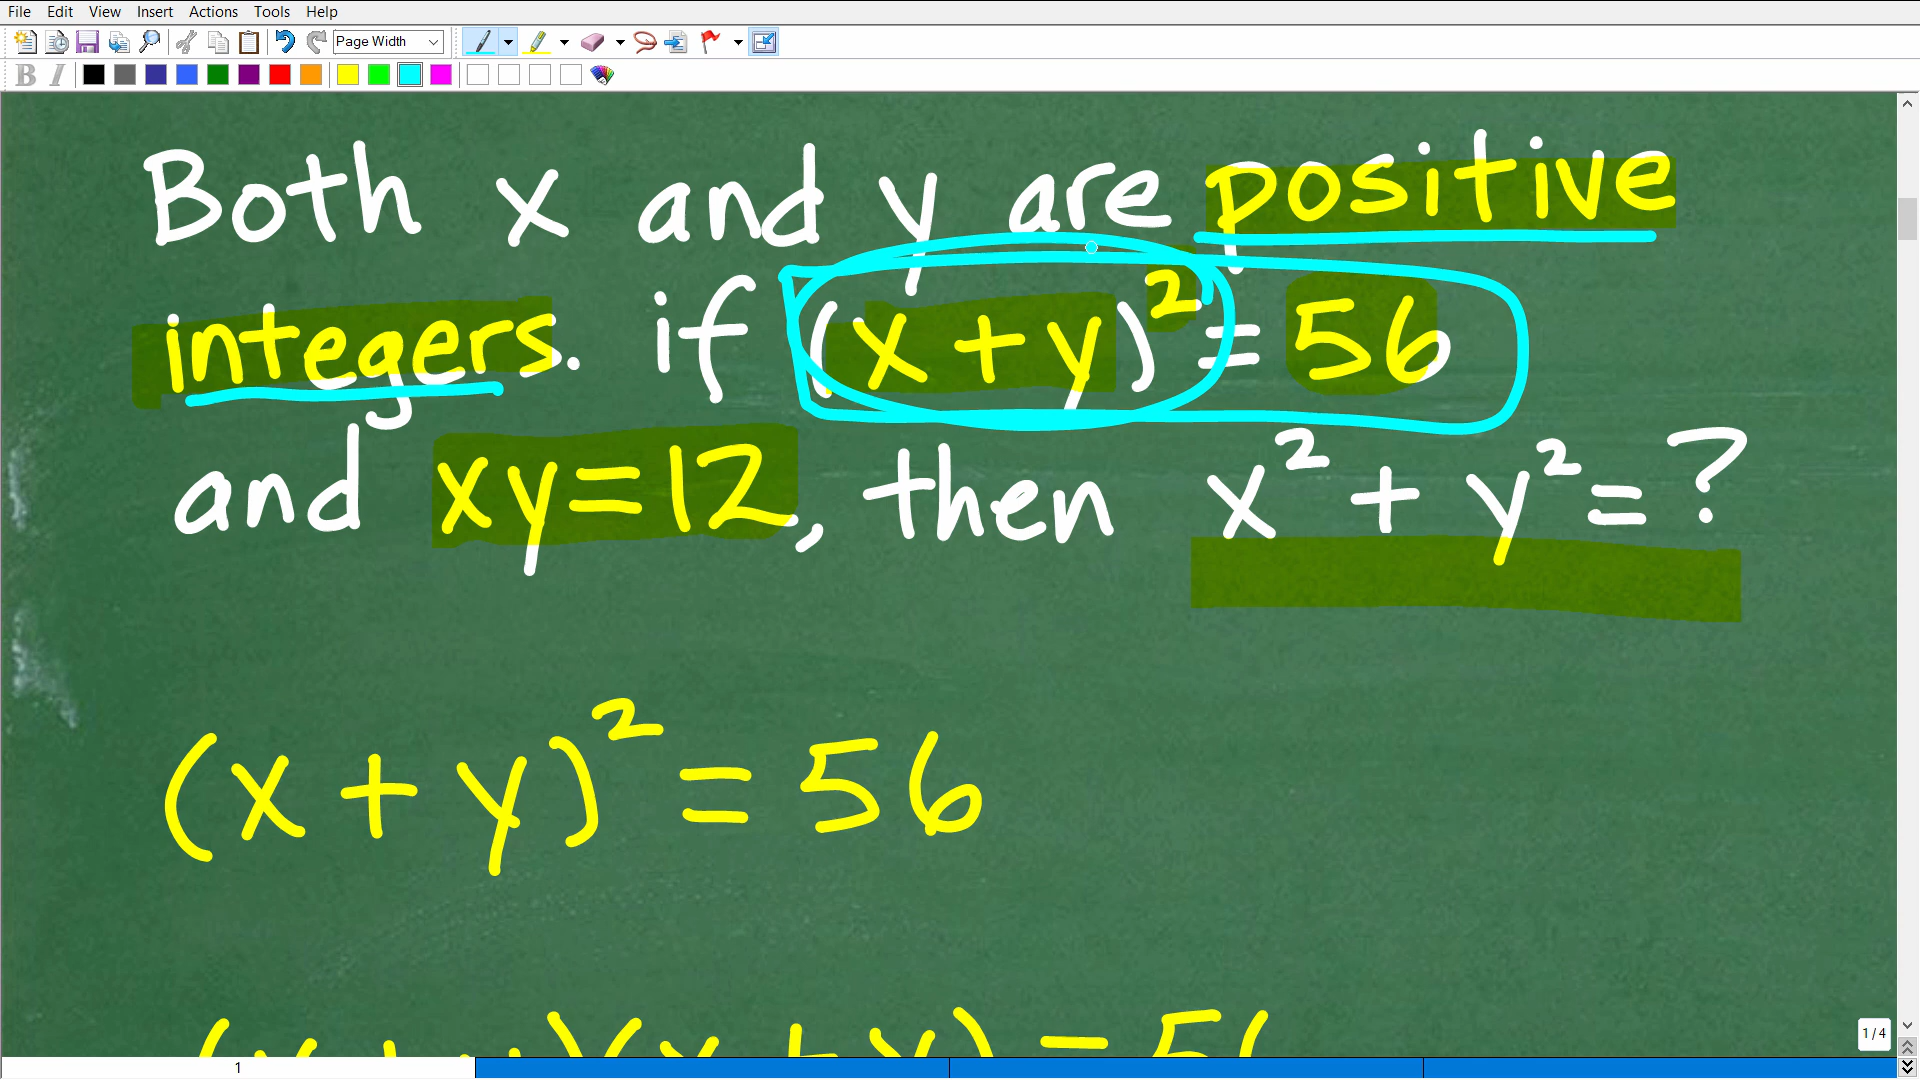 File Edit View Insert Actions Tools Help
Page Width
B I
Both x and y are positive
integers. if (x + y)² = 56
and xy=12, then x² + y² = ?
(x + y)² = 56
(x + y)(x + y) = 56
1 / 4
1